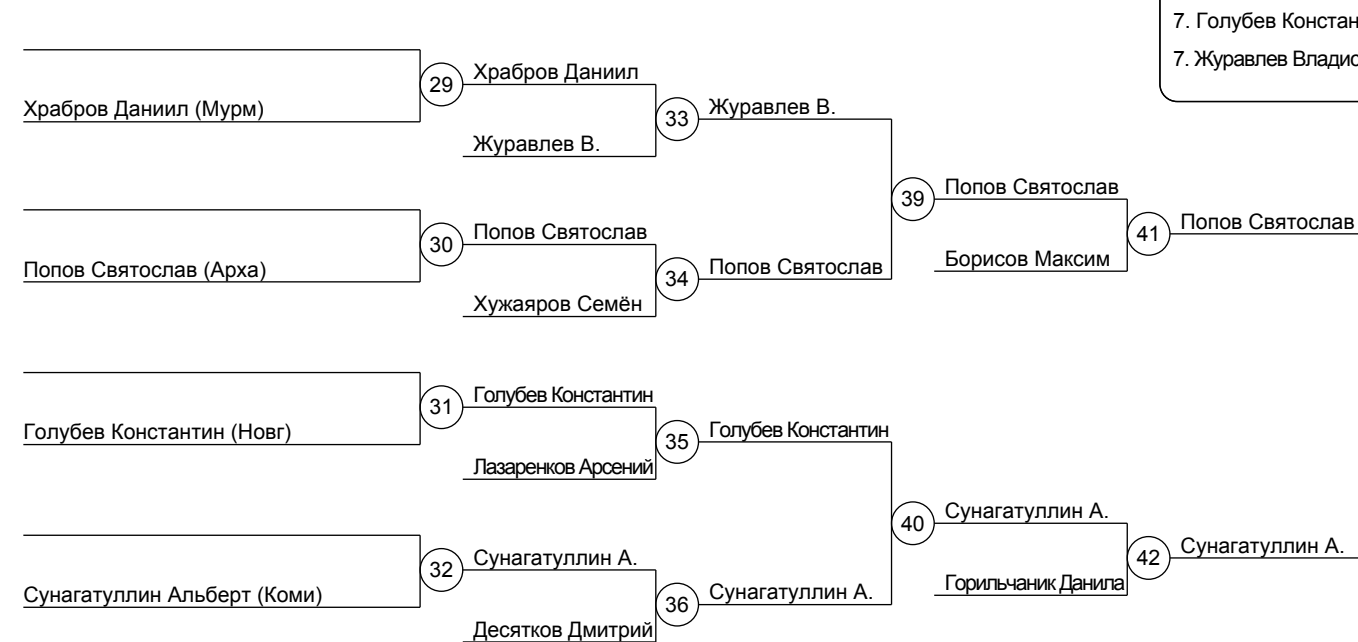 7. Голубев Констан
7. Журавлев Владис
29
Храбров Даниил
Храбров Даниил (Мурм)
33
Журавлев В.
Журавлев В.
39
Попов Святослав
30
Попов Святослав
41
Попов Святослав
Попов Святослав (Арха)
34
Попов Святослав
Борисов Максим
Хужаяров Семён
31
Голубев Константин
Голубев Константин (Новг)
35
Голубев Константин
Лазаренков Арсений
40
Сунагатуллин А.
32
Сунагатуллин А.
42
Сунагатуллин А.
Сунагатуллин Альберт (Коми)
36
Сунагатуллин А.
Горильчаник Данила
Десятков Дмитрий